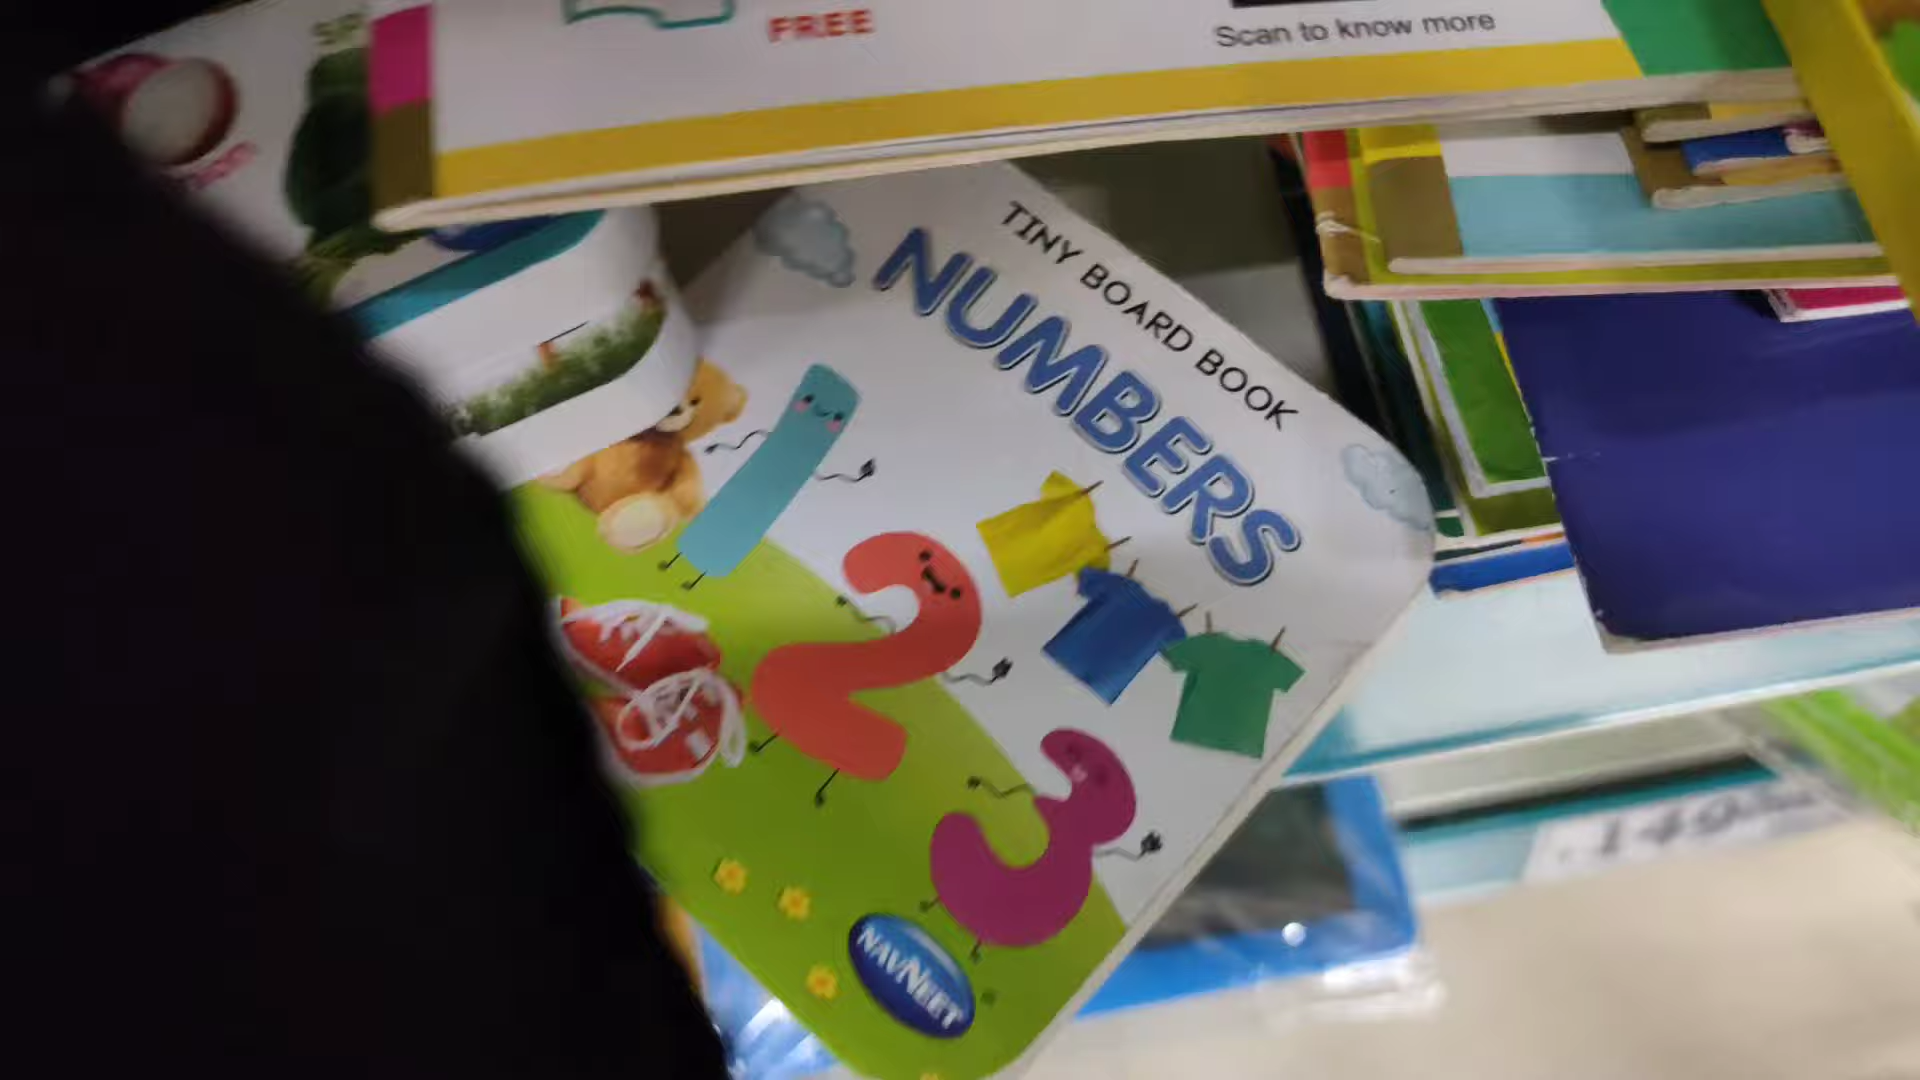 FREE
Scan to know more
TINY BOARD BOOK
NUMBERS
1
2
3
NAVNEET